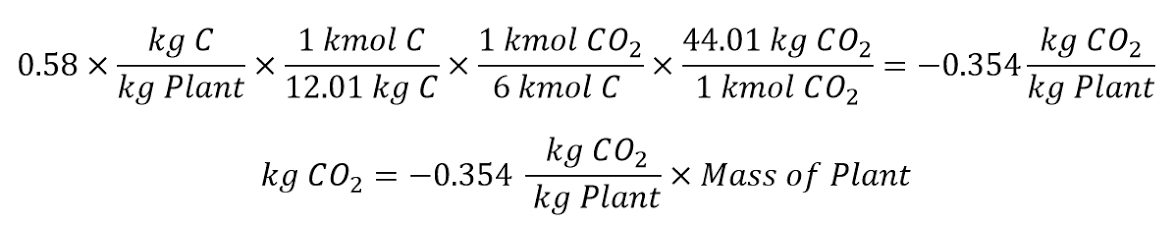 0.58 × kg C / kg Plant × 1 kmol C / 12.01 kg C × 1 kmol CO₂ / 6 kmol C × 44.01 kg CO₂ / 1 kmol CO₂ = −0.354 kg CO₂ / kg Plant
kg CO₂ = −0.354 kg CO₂ / kg Plant × Mass of Plant